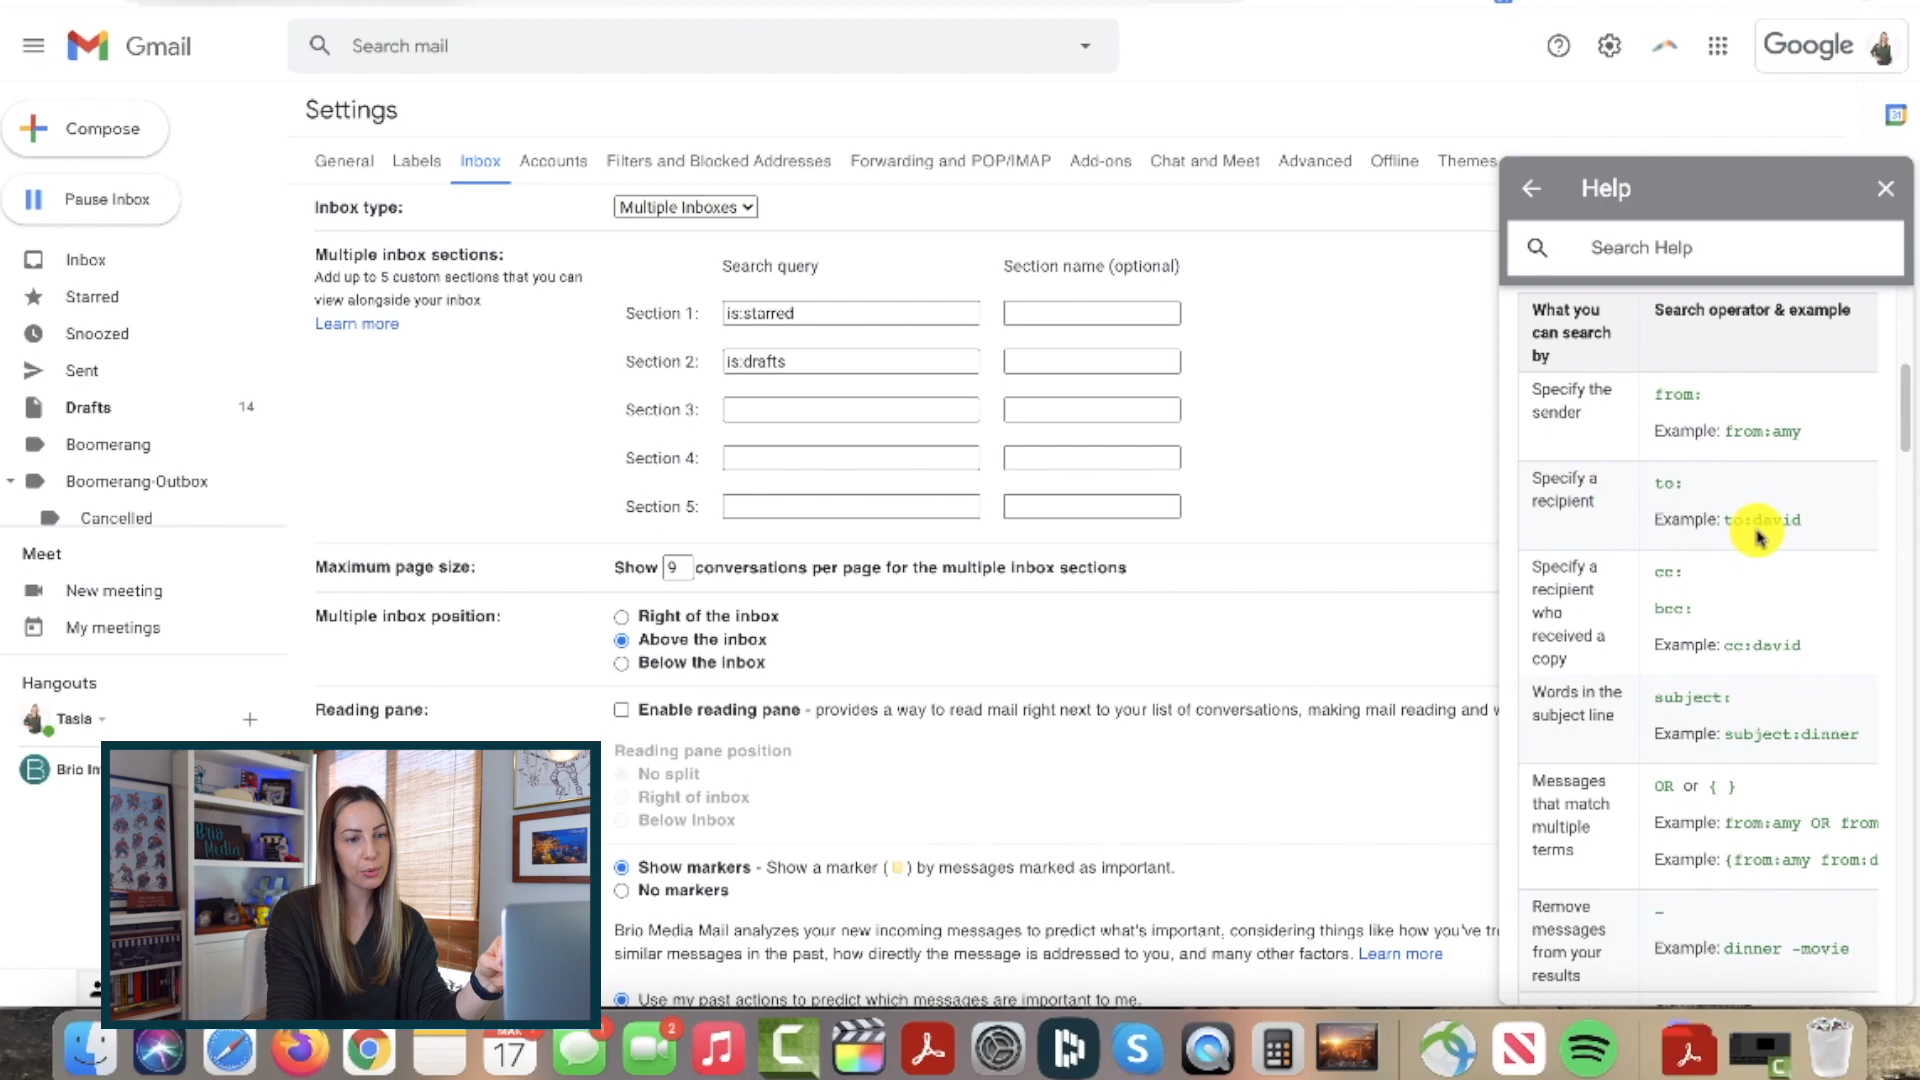 Gmail
Search mail
Google
Settings
Compose
General Labels Inbox Accounts Filters and Blocked Addresses Forwarding and POP/IMAP Add-ons Chat and Meet Advanced Offline Themes
Pause Inbox
Inbox
Starred
Snoozed
Sent
Drafts 14
Boomerang
Boomerang-Outbox
Cancelled
Meet
New meeting
My meetings
Hangouts
Tasia
Brio In
Inbox type: Multiple Inboxes
Multiple inbox sections:
Add up to 5 custom sections that you can
view alongside your inbox
Learn more
Search query Section name (optional)
Section 1: is:starred
Section 2: is:drafts
Section 3:
Section 4:
Section 5:
Maximum page size: Show 9 conversations per page for the multiple inbox sections
Multiple inbox position: Right of the inbox
Above the inbox
Below the inbox
Reading pane: Enable reading pane - provides a way to read mail right next to your list of conversations, making mail reading and w
Reading pane position
No split
Right of inbox
Below Inbox
Show markers - Show a marker ( ) by messages marked as important.
No markers
Brio Media Mail analyzes your new incoming messages to predict what's important, considering things like how you've tr
similar messages in the past, how directly the message is addressed to you, and many other factors. Learn more
Use my past actions to predict which messages are important to me.
Help
Search Help
What you
can search
by
Search operator & example
Specify the
sender
from:
Example: from:amy
Specify a
recipient
to:
Example: to:david
Specify a
recipient
who
received a
copy
cc:
bcc:
Example: cc:david
Words in the
subject line
subject:
Example: subject:dinner
Messages
that match
multiple
terms
OR or { }
Example: from:amy OR from
Example: {from:amy from:d
Remove
messages
from your
results
–
Example: dinner -movie
Brio
Media
31
B
MAR
17
2
C
S